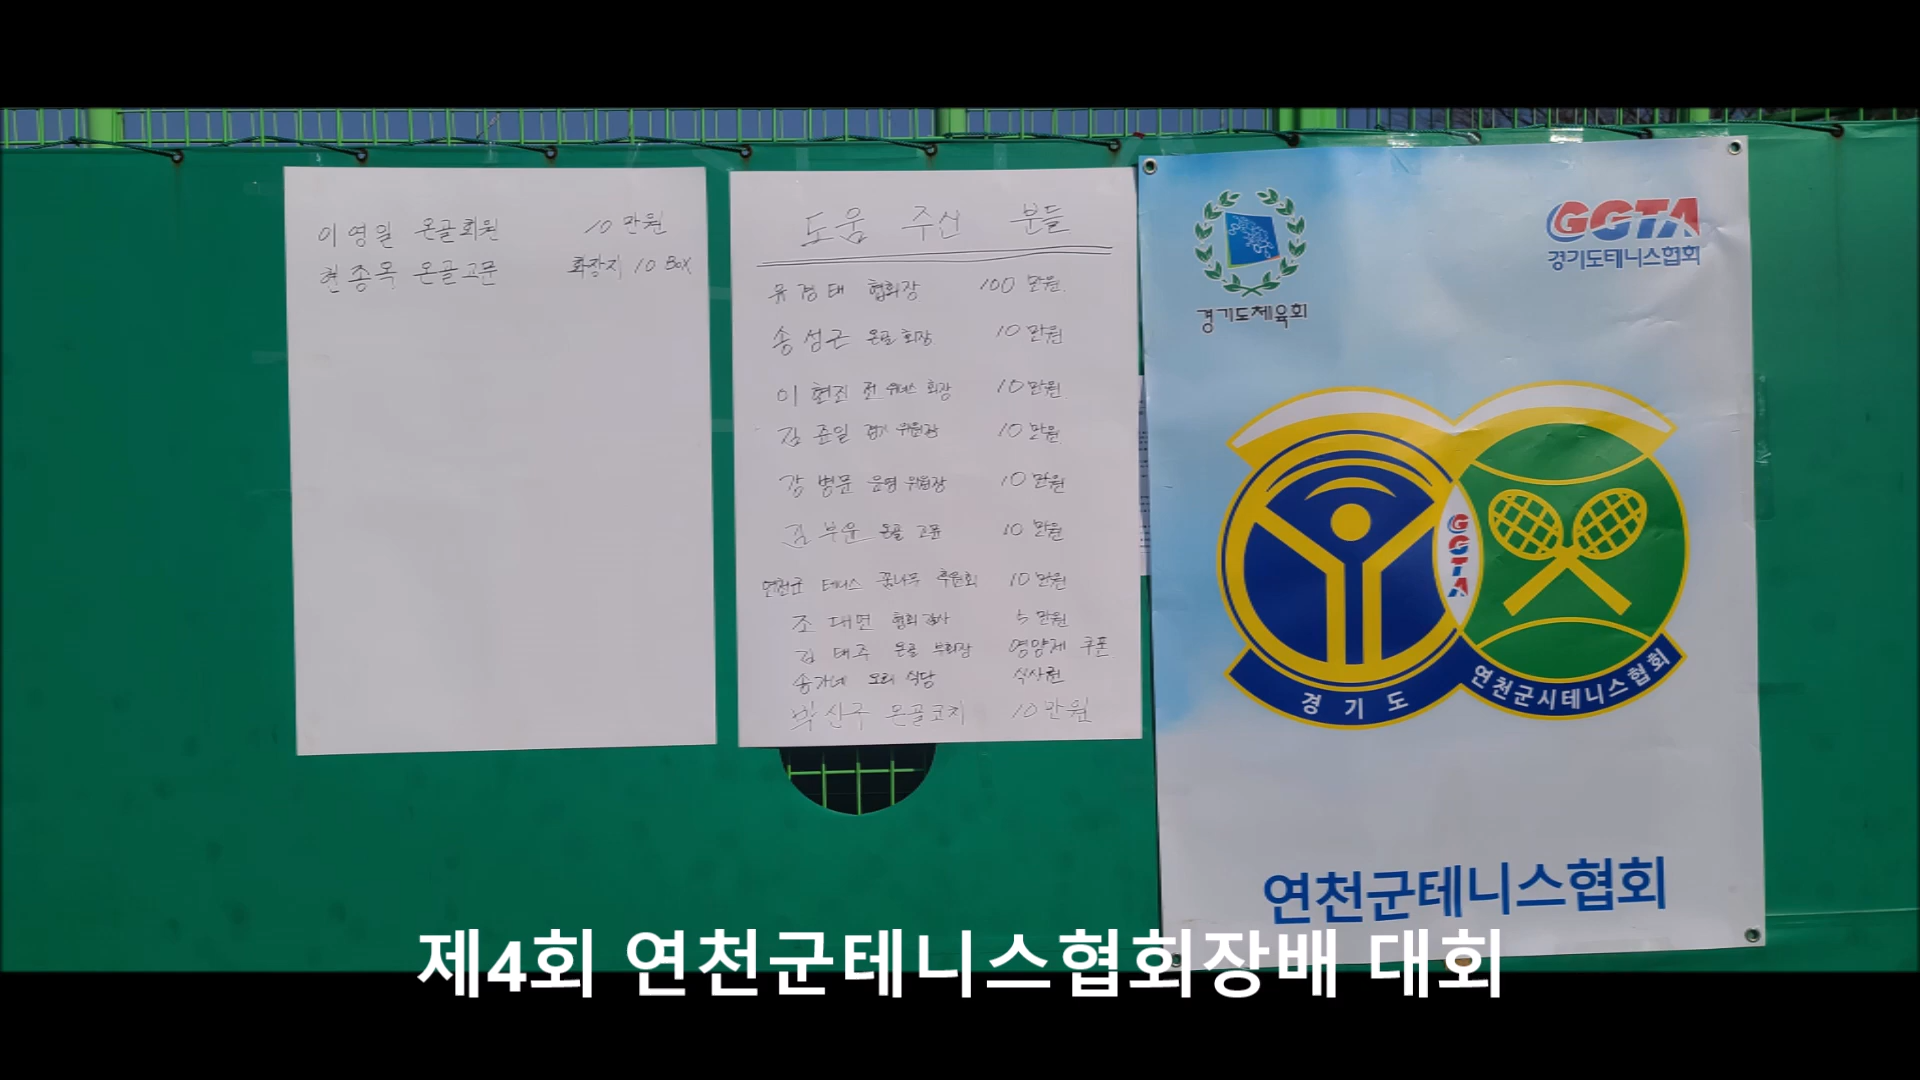 이영일 온골회원 10만원
현종옥 온골고문 화장지 10 Box
도움 주신 분들
유경태 협회장 100만원.
송성근 온골회장 10만원
이현진 전 위너스 회장 10만원.
김준일 경기위원장 10만원
강병문 운영위원장 10만원
김부윤 온골 고문 10만원
연천군 테니스 꿈나무 후원회 10만원
조대면 협회감사 5만원
김태주 온골 부회장 영양제 쿠폰
송가네 오리 식당 식사권
박신구 온골코치 10만원
경기도체육회
GGTA
경기도테니스협회
GGTA
경기도
연천군시테니스협회
연천군테니스협회
제4회 연천군테니스협회장배 대회